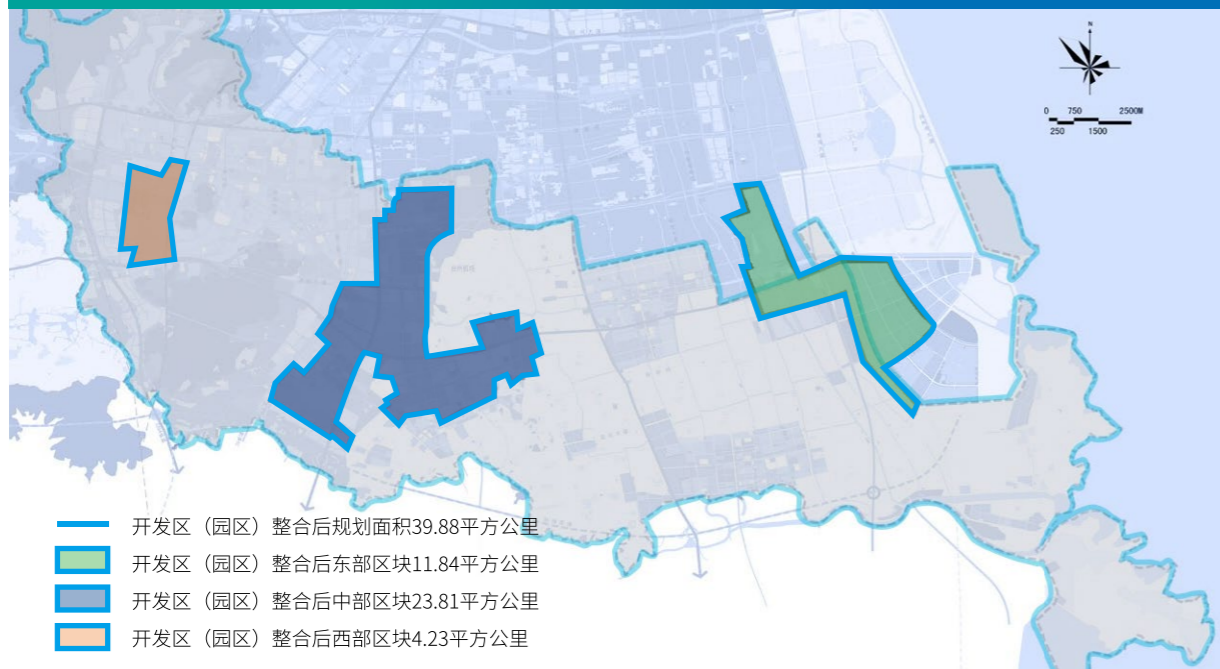 N
0 750 2500M
250 1500
开发区（园区）整合后规划面积39.88平方公里
开发区（园区）整合后东部区块11.84平方公里
开发区（园区）整合后中部区块23.81平方公里
开发区（园区）整合后西部区块4.23平方公里